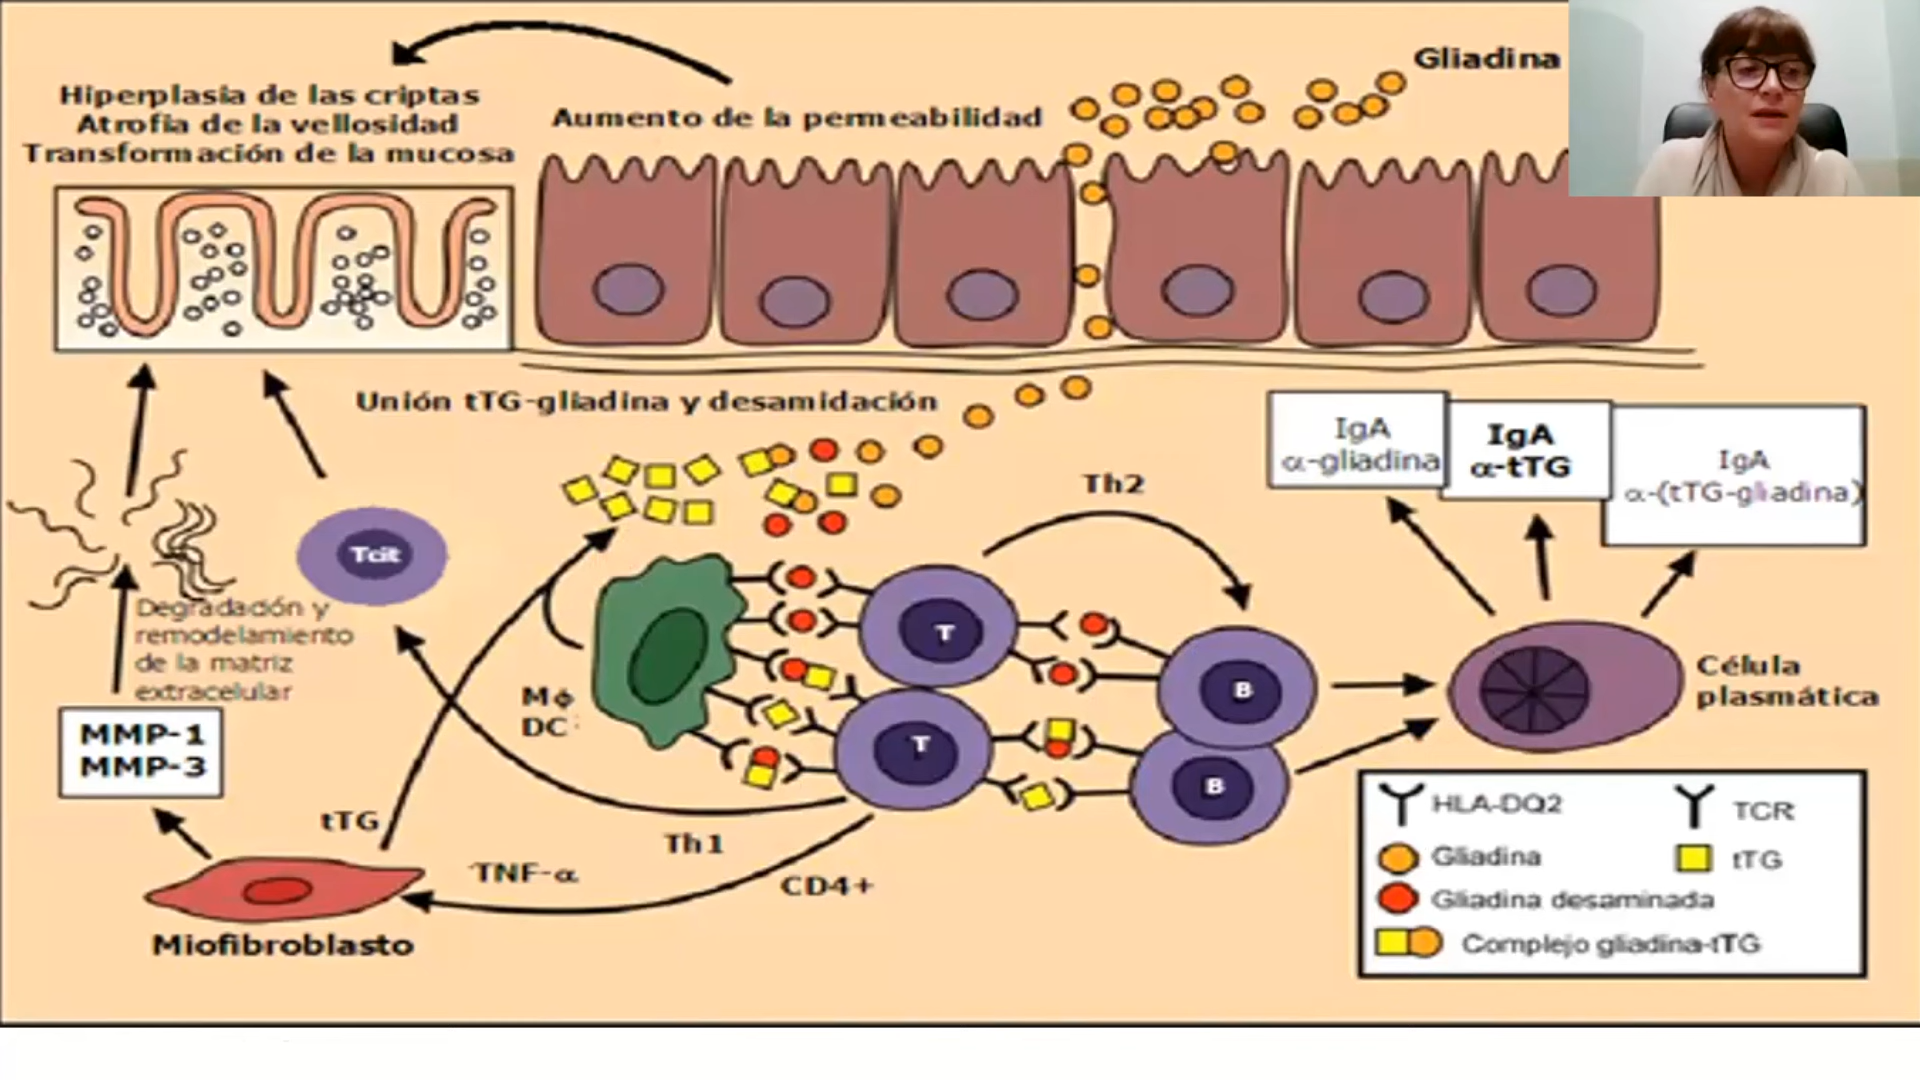 Gliadina
Hiperplasia de las criptas
Atrofia de la vellosidad
Transformación de la mucosa
Aumento de la permeabilidad
Unión tTG-gliadina y desamidación
IgA
α-gliadina
IgA
α-tTG
IgA
α-(tTG-gliadina)
Th2
Tcit
Degradación y
remodelamiento
de la matriz
extracelular
T
Mϕ
DC
B
T
B
Célula
plasmática
MMP-1
MMP-3
tTG
Th1
TNF-α
CD4+
Miofibroblasto
HLA-DQ2
TCR
Gliadina
tTG
Gliadina desaminada
Complejo gliadina-tTG